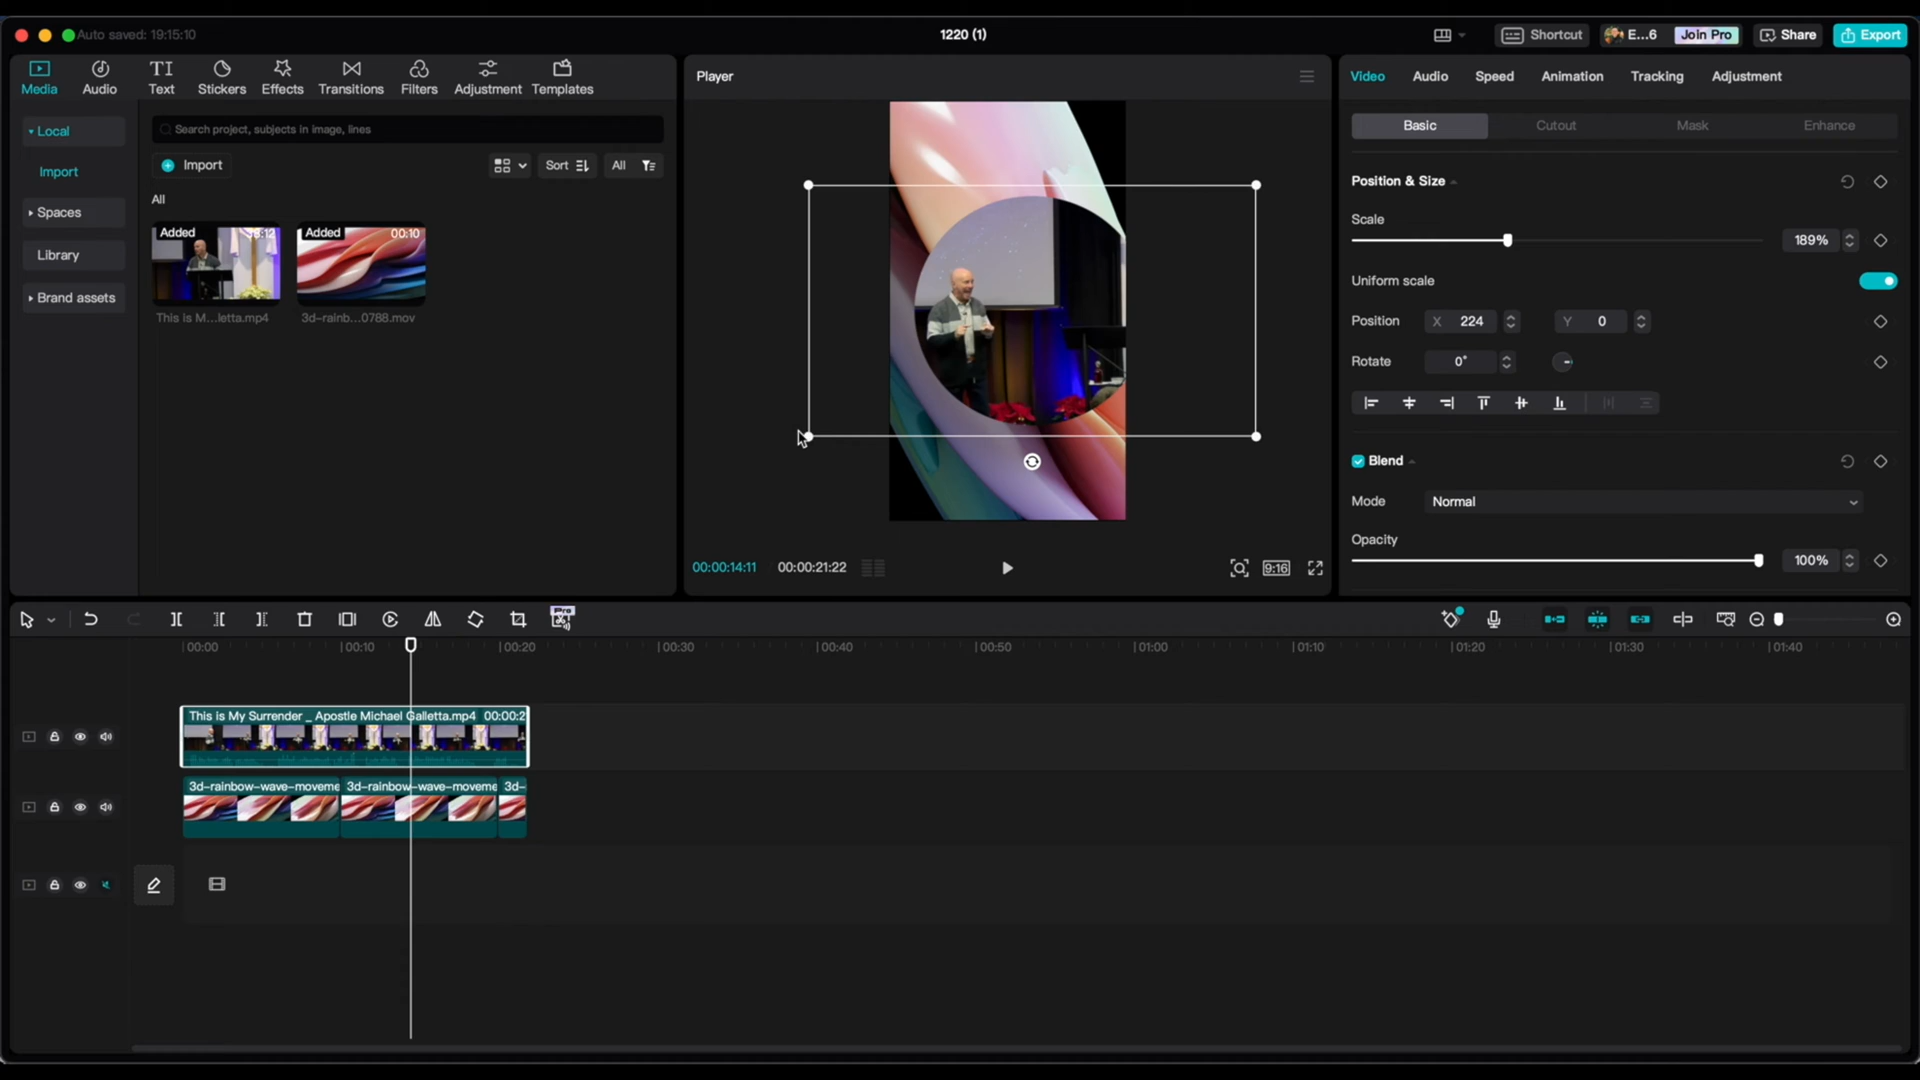 Auto saved: 19:15:10
1220 (1)
Shortcut
E...6
Join Pro
Share
Export
Media
Audio
Text
Stickers
Effects
Transitions
Filters
Adjustment
Templates
Local
Import
Spaces
Library
Brand assets
Search project, subjects in image, lines
Import
Sort
All
All
Added
Added 00:10
This is M...letta.mp4
3d-rainb...0788.mov
Player
00:00:14:11
00:00:21:22
9:16
Video
Audio
Speed
Animation
Tracking
Adjustment
Basic
Cutout
Mask
Enhance
Position & Size
Scale
189%
Uniform scale
Position X 224 Y 0
Rotate 0°
Blend
Mode Normal
Opacity
100%
TI
Pro
00:00 00:10 00:20 00:30 00:40 00:50 01:00 01:10 01:20 01:30 01:40
This is My Surrender _ Apostle Michael Galletta.mp4 00:00:2
3d-rainbow-wave-moveme 3d-rainbow-wave-moveme 3d-